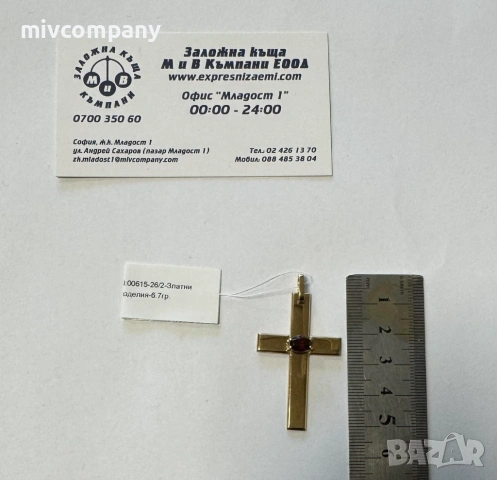 mivcompany
ЗАЛОЖНА КЪЩА
М и В
КЪМПАНИ
0700 350 60
Заложна къща
М и В Къмпани ЕООД
www.expresnizaemi.com
Офис "Младост 1"
00:00 - 24:00
София, ж.к. Младост 1
ул. Андрей Сахаров (пазар Младост 1)
zh.mladost1@mivcompany.com
Тел.: 02 426 13 70
Мобил: 088 485 38 04
00615-26/2-Златни
зделия-6.7гр.
1
2
3
4
5
6
BAZAR